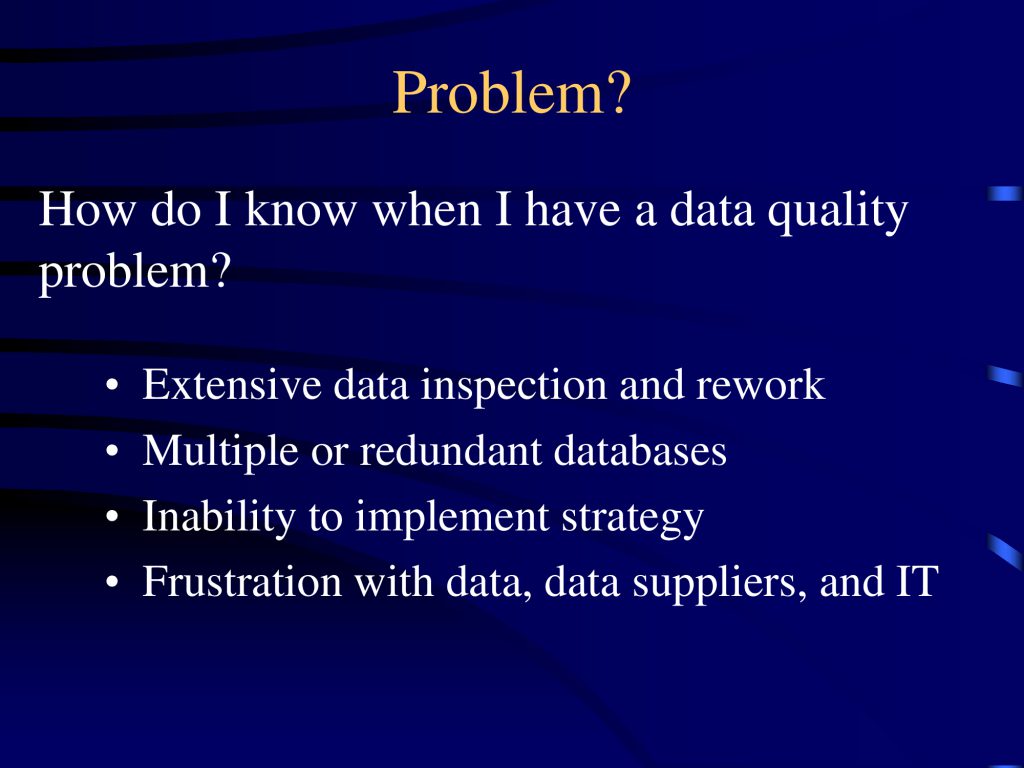 Problem?
How do I know when I have a data quality
problem?
• Extensive data inspection and rework
• Multiple or redundant databases
• Inability to implement strategy
• Frustration with data, data suppliers, and IT